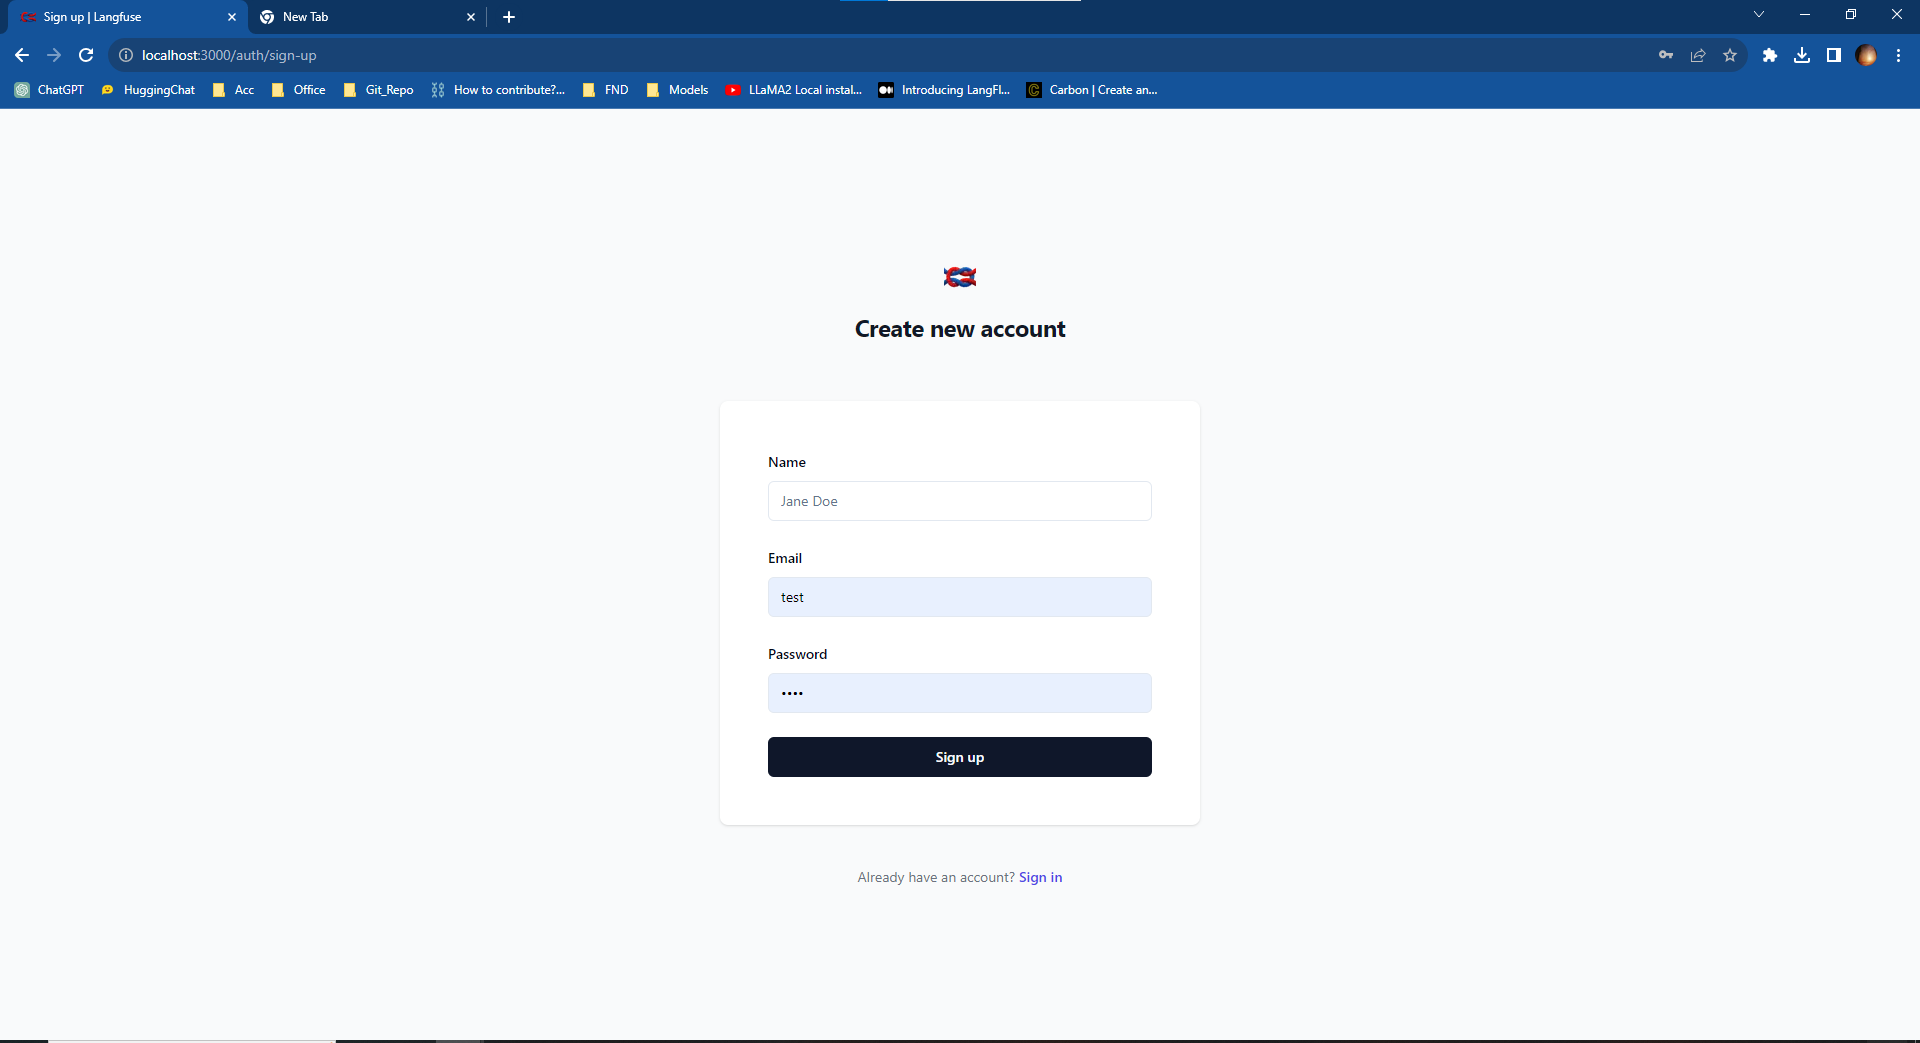 Sign up | Langfuse
New Tab
localhost:3000/auth/sign-up
ChatGPT HuggingChat Acc Office Git_Repo How to contribute?... FND Models LLaMA2 Local instal... Introducing LangFl... Carbon | Create an...
Create new account
Name
Jane Doe
Email
test
Password
••••
Sign up
Already have an account? Sign in